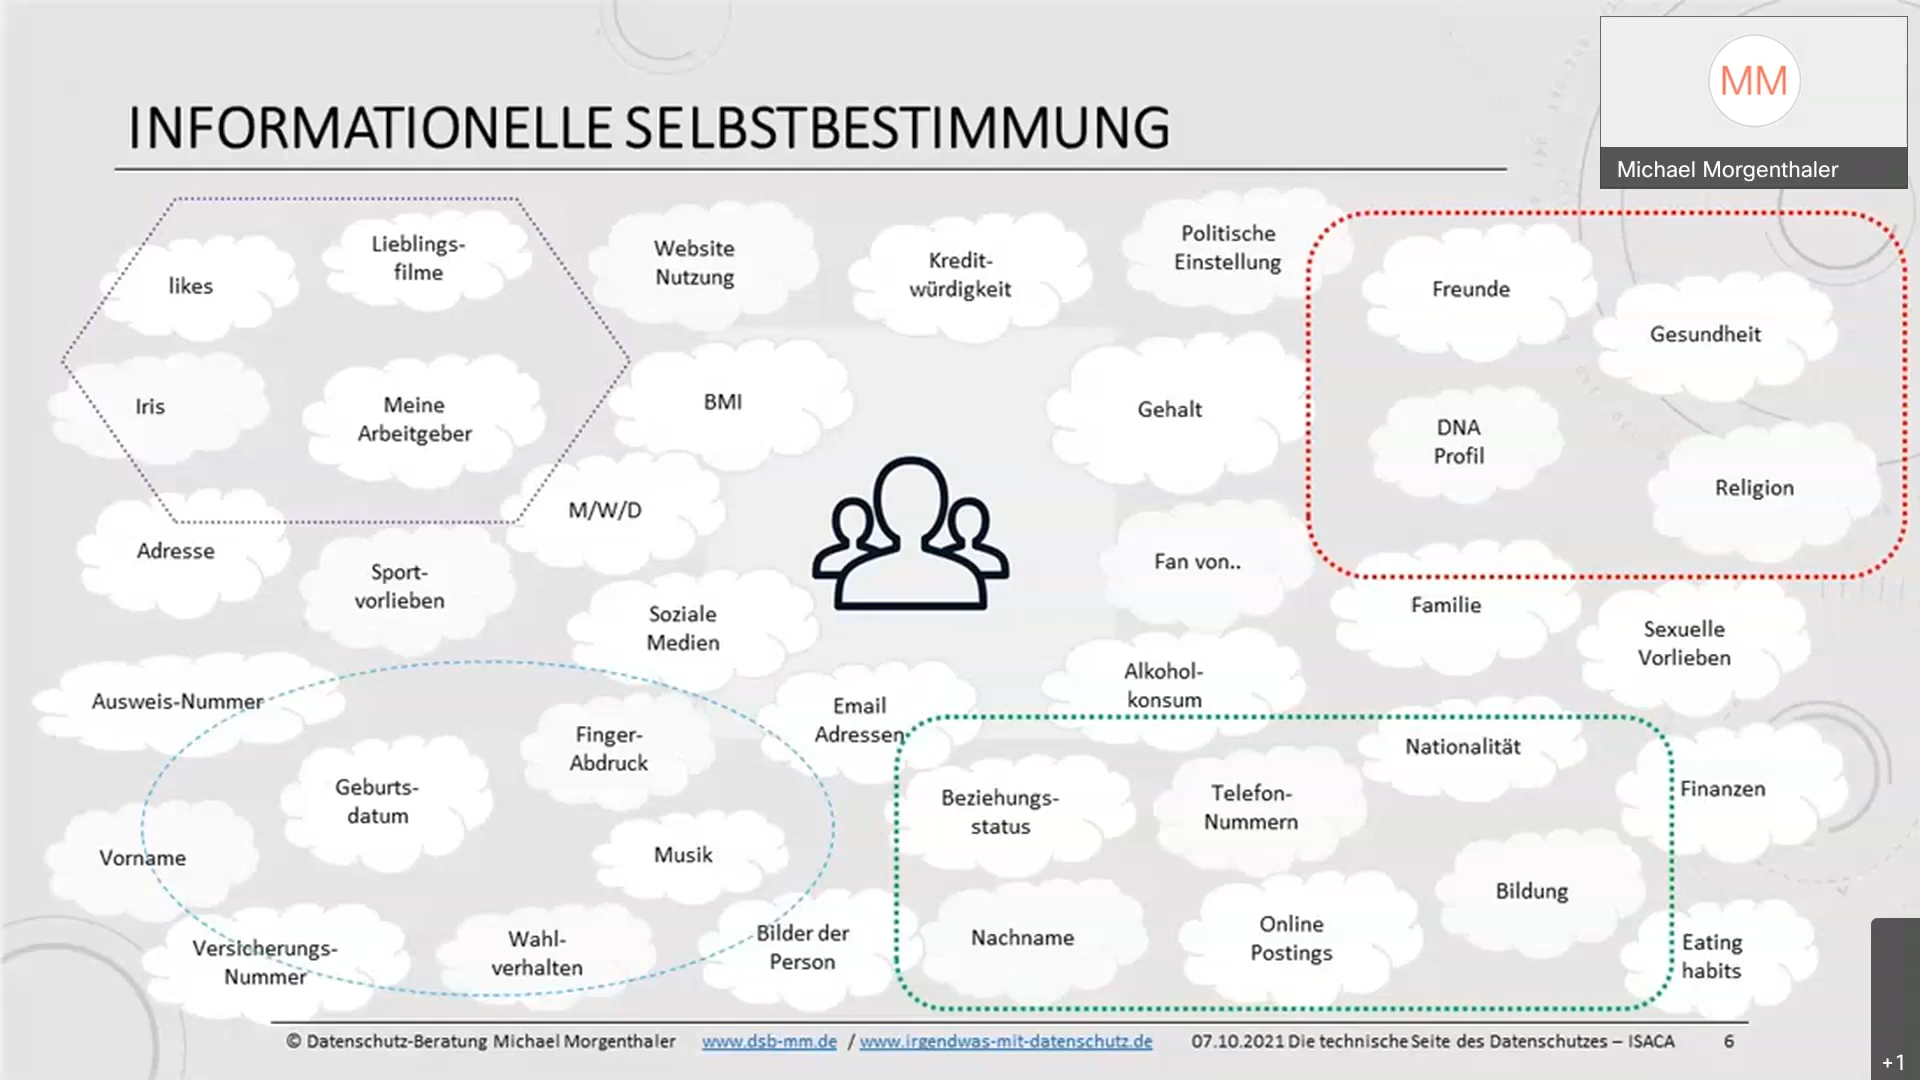 INFORMATIONELLE SELBSTBESTIMMUNG
MM
Michael Morgenthaler
likes
Lieblings-
filme
Website
Nutzung
Kredit-
würdigkeit
Politische
Einstellung
Freunde
Gesundheit
Iris
Meine
Arbeitgeber
BMI
Gehalt
DNA
Profil
Religion
Adresse
Sport-
vorlieben
M/W/D
Soziale
Medien
Fan von..
Familie
Sexuelle
Vorlieben
Ausweis-Nummer
Finger-
Abdruck
Email
Adressen
Alkohol-
konsum
Nationalität
Geburts-
datum
Beziehungs-
status
Telefon-
Nummern
Finanzen
Vorname
Musik
Bildung
Versicherungs-
Nummer
Wahl-
verhalten
Bilder der
Person
Nachname
Online
Postings
Eating
habits
© Datenschutz-Beratung Michael Morgenthaler www.dsb-mm.de / www.irgendwas-mit-datenschutz.de 07.10.2021 Die technische Seite des Datenschutzes – ISACA 6
+1